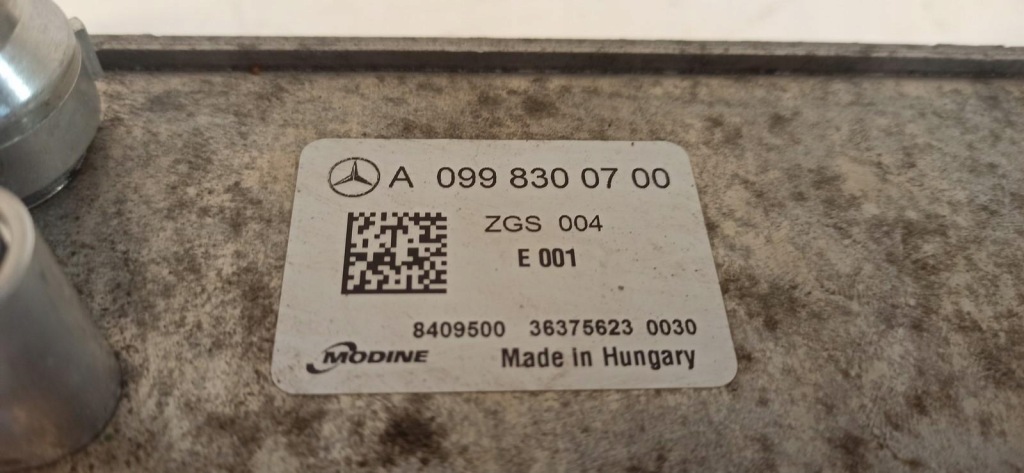 A 099 830 07 00
ZGS 004
E 001
8409500 36375623 0030
MODINE Made in Hungary